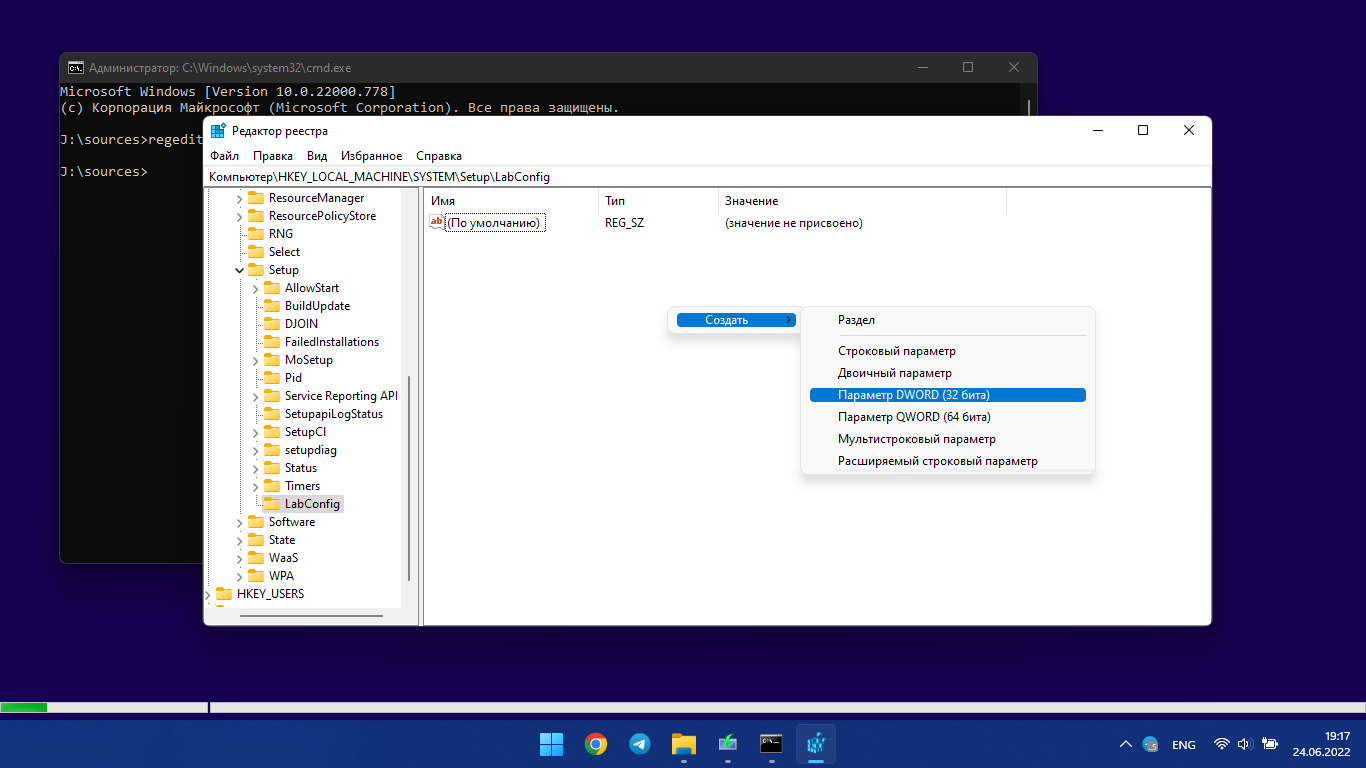 Администратор: C:\Windows\system32\cmd.exe
Microsoft Windows [Version 10.0.22000.778]
(c) Корпорация Майкрософт (Microsoft Corporation). Все права защищены.
J:\sources>regedit
J:\sources>
Редактор реестра
Файл Правка Вид Избранное Справка
Компьютер\HKEY_LOCAL_MACHINE\SYSTEM\Setup\LabConfig
ResourceManager
ResourcePolicyStore
RNG
Select
Setup
AllowStart
BuildUpdate
DJOIN
FailedInstallations
MoSetup
Pid
Service Reporting API
SetupapiLogStatus
SetupCl
setupdiag
Status
Timers
LabConfig
Software
State
WaaS
WPA
HKEY_USERS
Имя Тип Значение
(По умолчанию) REG_SZ (значение не присвоено)
Создать
Раздел
Строковый параметр
Двоичный параметр
Параметр DWORD (32 бита)
Параметр QWORD (64 бита)
Мультистроковый параметр
Расширяемый строковый параметр
ENG
19:17
24.06.2022